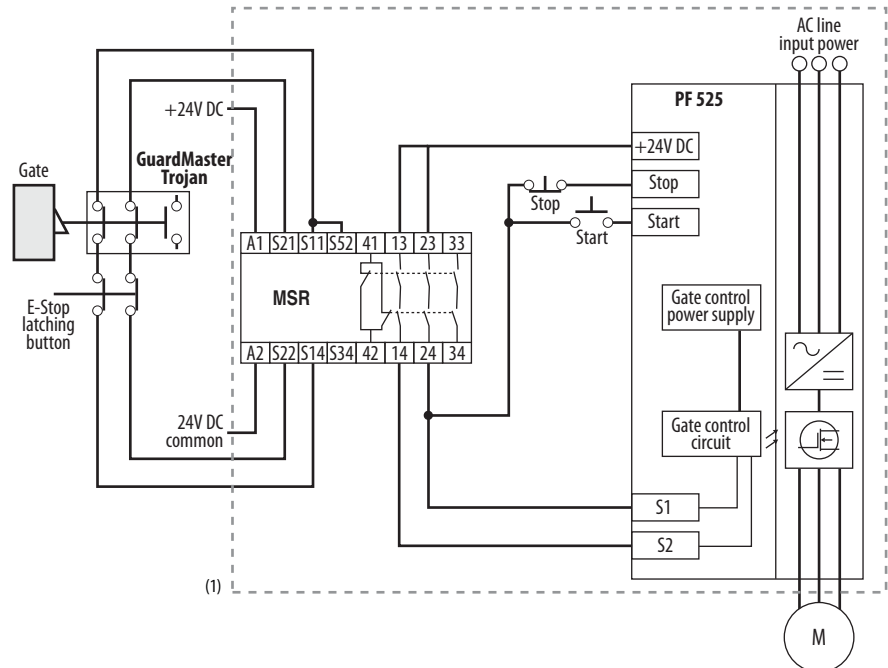 AC line
input power
PF 525
+24V DC
+24V DC
Gate
GuardMaster
Trojan
Stop
Stop
Start
Start
A1 S21 S11 S52 41 13 23 33
MSR
Gate control
power supply
E-Stop
latching
button
A2 S22 S14 S34 42 14 24 34
24V DC
common
Gate control
circuit
S1
S2
(1)
M